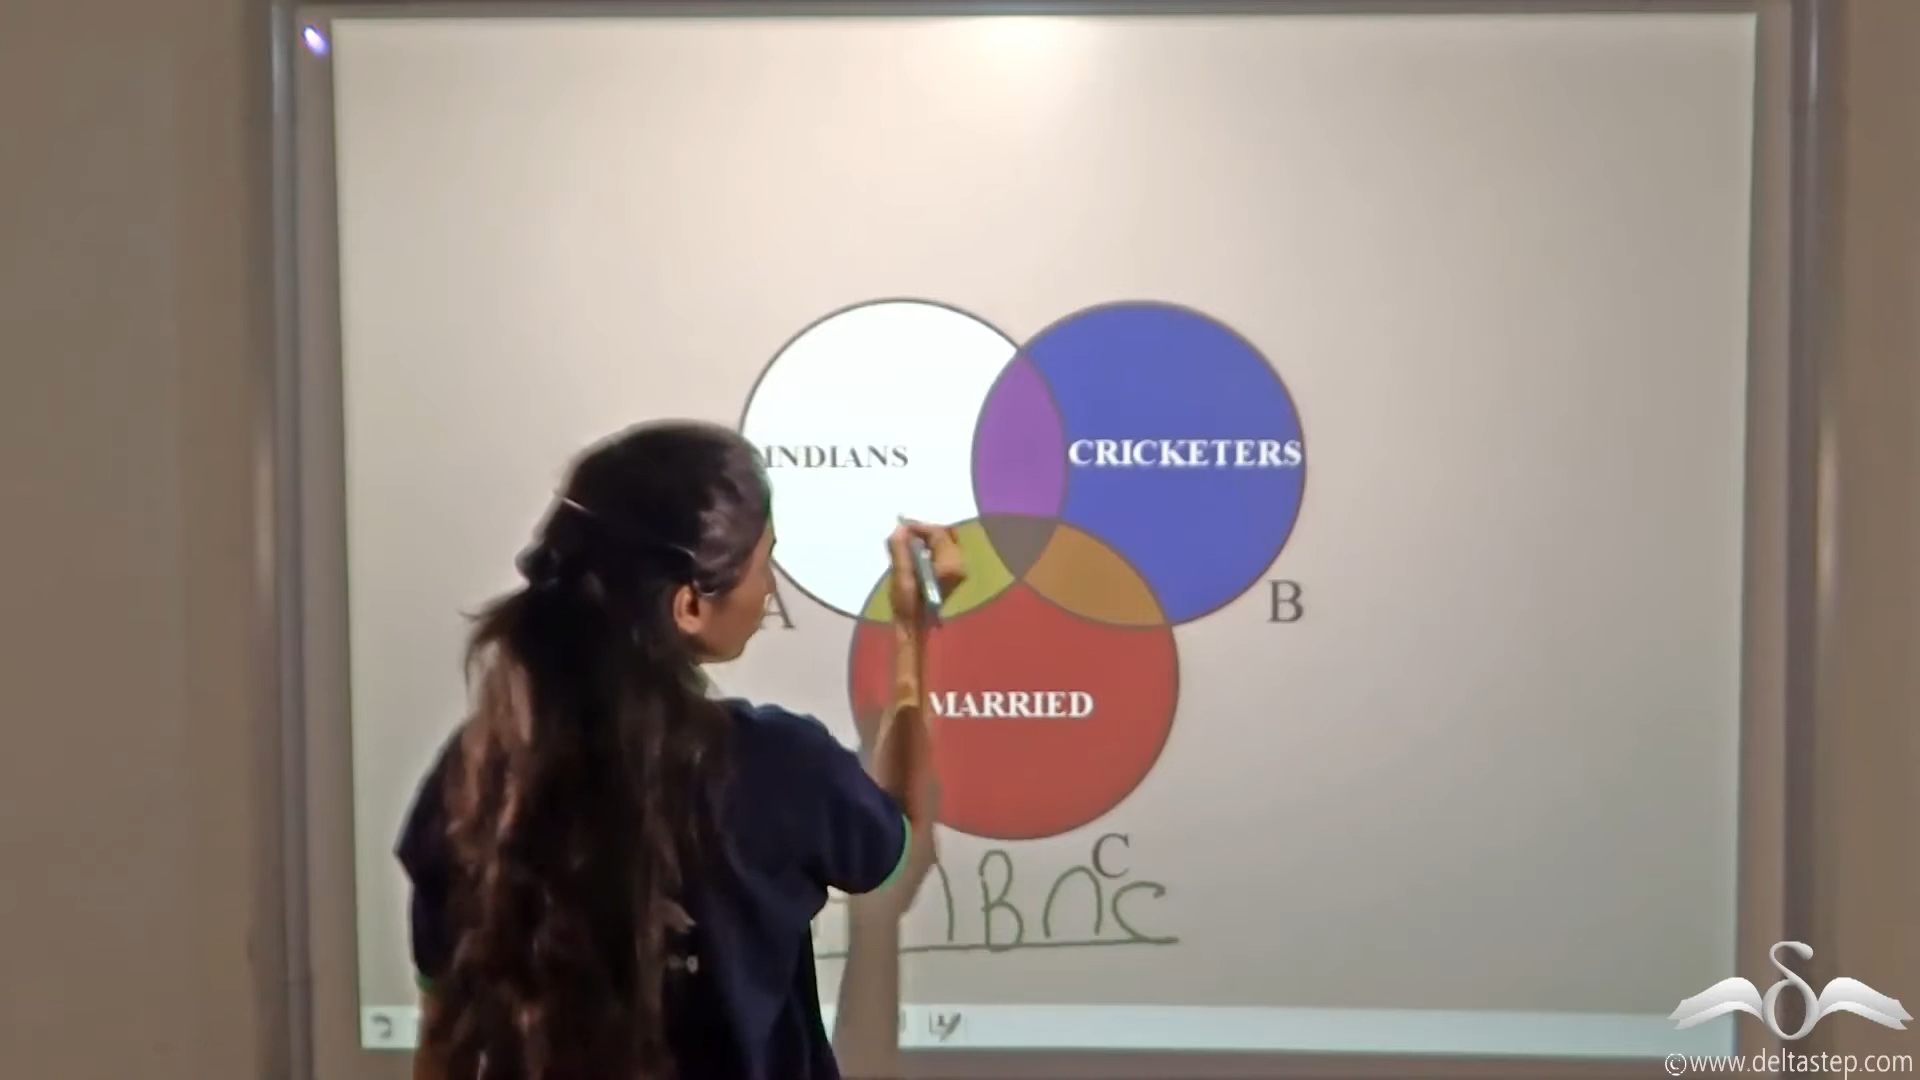 INDIANS
CRICKETERS
A
B
MARRIED
C
∩ B ∩ C
©www.deltastep.com